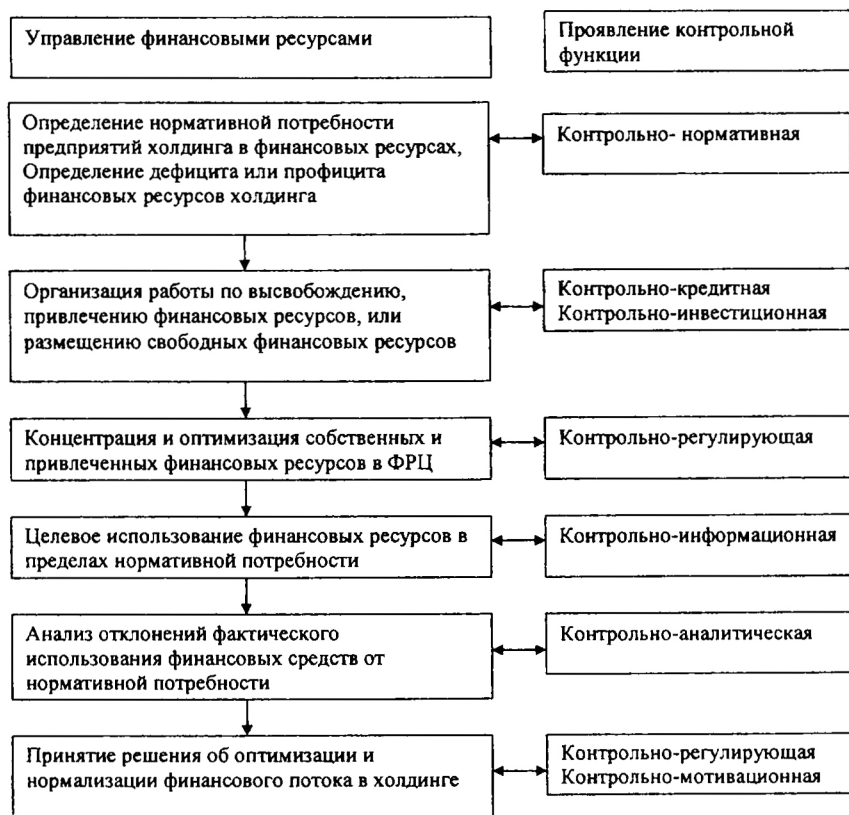 Управление финансовыми ресурсами
Проявление контрольной
функции
Определение нормативной потребности
предприятий холдинга в финансовых ресурсах,
Определение дефицита или профицита
финансовых ресурсов холдинга
Контрольно- нормативная
Организация работы по высвобождению,
привлечению финансовых ресурсов, или
размещению свободных финансовых ресурсов
Контрольно-кредитная
Контрольно-инвестиционная
Концентрация и оптимизация собственных и
привлеченных финансовых ресурсов в ФРЦ
Контрольно-регулирующая
Целевое использование финансовых ресурсов в
пределах нормативной потребности
Контрольно-информационная
Анализ отклонений фактического
использования финансовых средств от
нормативной потребности
Контрольно-аналитическая
Принятие решения об оптимизации и
нормализации финансового потока в холдинге
Контрольно-регулирующая
Контрольно-мотивационная